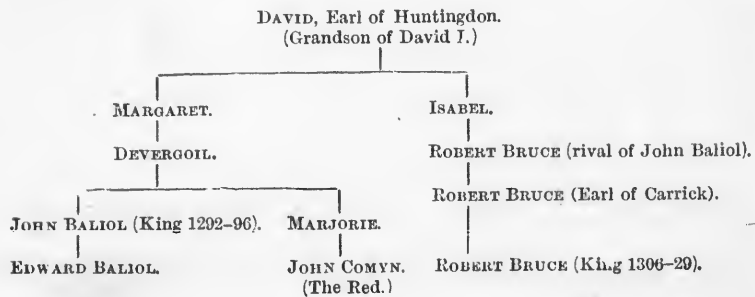 DAVID, Earl of Huntingdon.
(Grandson of David I.)
MARGARET. ISABEL.
DEVERGOIL. ROBERT BRUCE (rival of John Baliol).
ROBERT BRUCE (Earl of Carrick).
JOHN BALIOL (King 1292–96). MARJORIE.
EDWARD BALIOL. JOHN COMYN. ROBERT BRUCE (King 1306–29).
(The Red.)